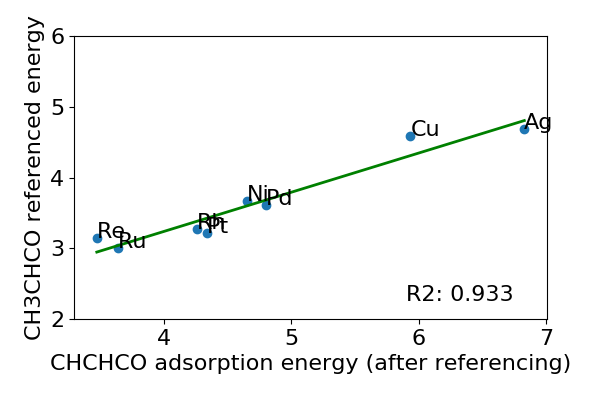 6
5
4
3
2
CH3CHCO referenced energy
Cu
Ag
Ni
Pd
Rh
Pt
Re
Ru
R2: 0.933
4
5
6
7
CHCHCO adsorption energy (after referencing)